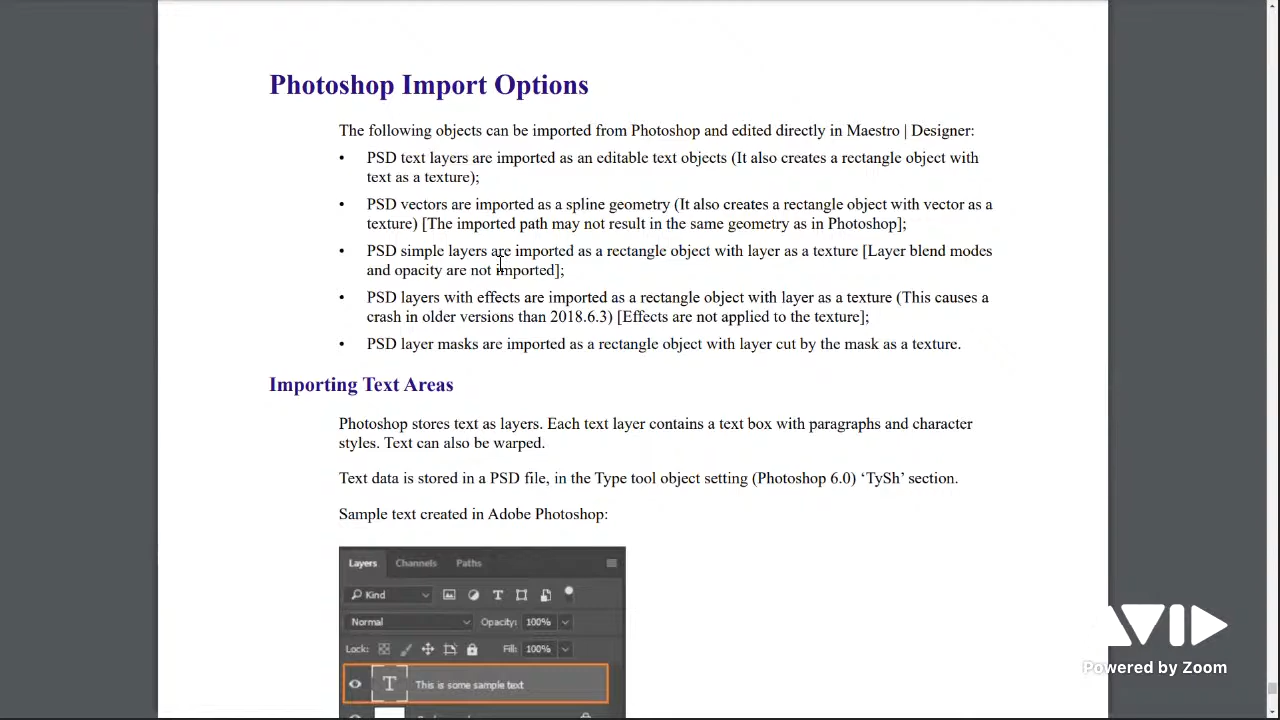 Photoshop Import Options
The following objects can be imported from Photoshop and edited directly in Maestro | Designer:
• PSD text layers are imported as an editable text objects (It also creates a rectangle object with
text as a texture);
• PSD vectors are imported as a spline geometry (It also creates a rectangle object with vector as a
texture) [The imported path may not result in the same geometry as in Photoshop];
• PSD simple layers are imported as a rectangle object with layer as a texture [Layer blend modes
and opacity are not imported];
• PSD layers with effects are imported as a rectangle object with layer as a texture (This causes a
crash in older versions than 2018.6.3) [Effects are not applied to the texture];
• PSD layer masks are imported as a rectangle object with layer cut by the mask as a texture.
Importing Text Areas
Photoshop stores text as layers. Each text layer contains a text box with paragraphs and character
styles. Text can also be warped.
Text data is stored in a PSD file, in the Type tool object setting (Photoshop 6.0) ‘TySh’ section.
Sample text created in Adobe Photoshop:
Layers Channels Paths
Kind
Normal Opacity: 100%
Lock: Fill: 100%
T This is some sample text
AVID
Powered by Zoom